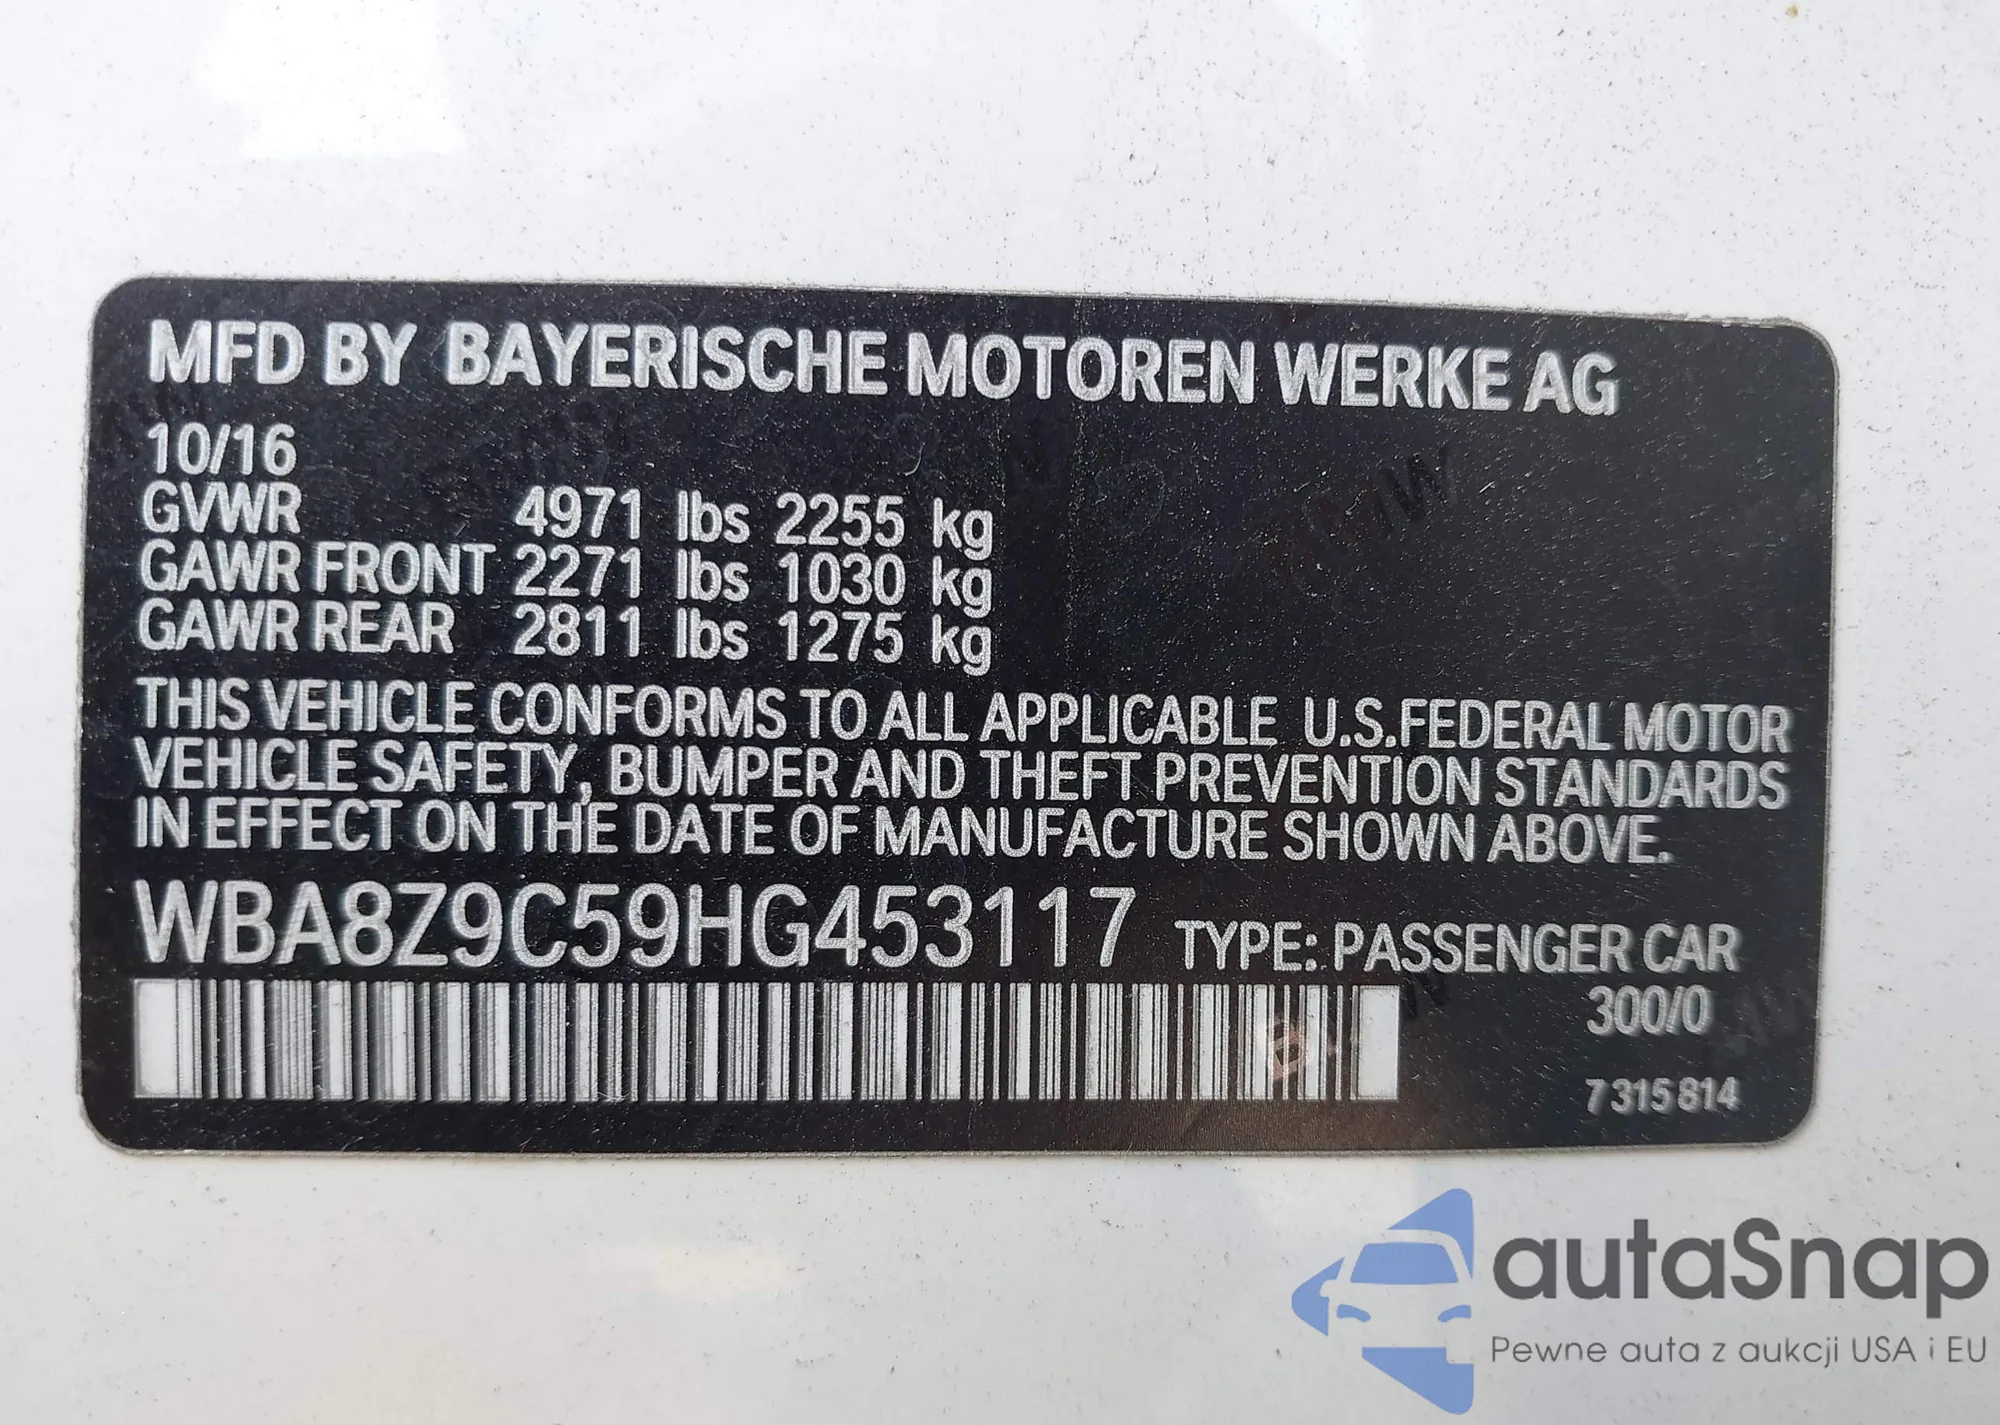 MFD BY BAYERISCHE MOTOREN WERKE AG
10/16
GVWR 4971 lbs 2255 kg
GAWR FRONT 2271 lbs 1030 kg
GAWR REAR 2811 lbs 1275 kg
THIS VEHICLE CONFORMS TO ALL APPLICABLE U.S.FEDERAL MOTOR
VEHICLE SAFETY, BUMPER AND THEFT PREVENTION STANDARDS
IN EFFECT ON THE DATE OF MANUFACTURE SHOWN ABOVE.
WBA8Z9C59HG453117 TYPE: PASSENGER CAR
300/0
7315814
autaSnap
Pewne auta z aukcji USA i EU